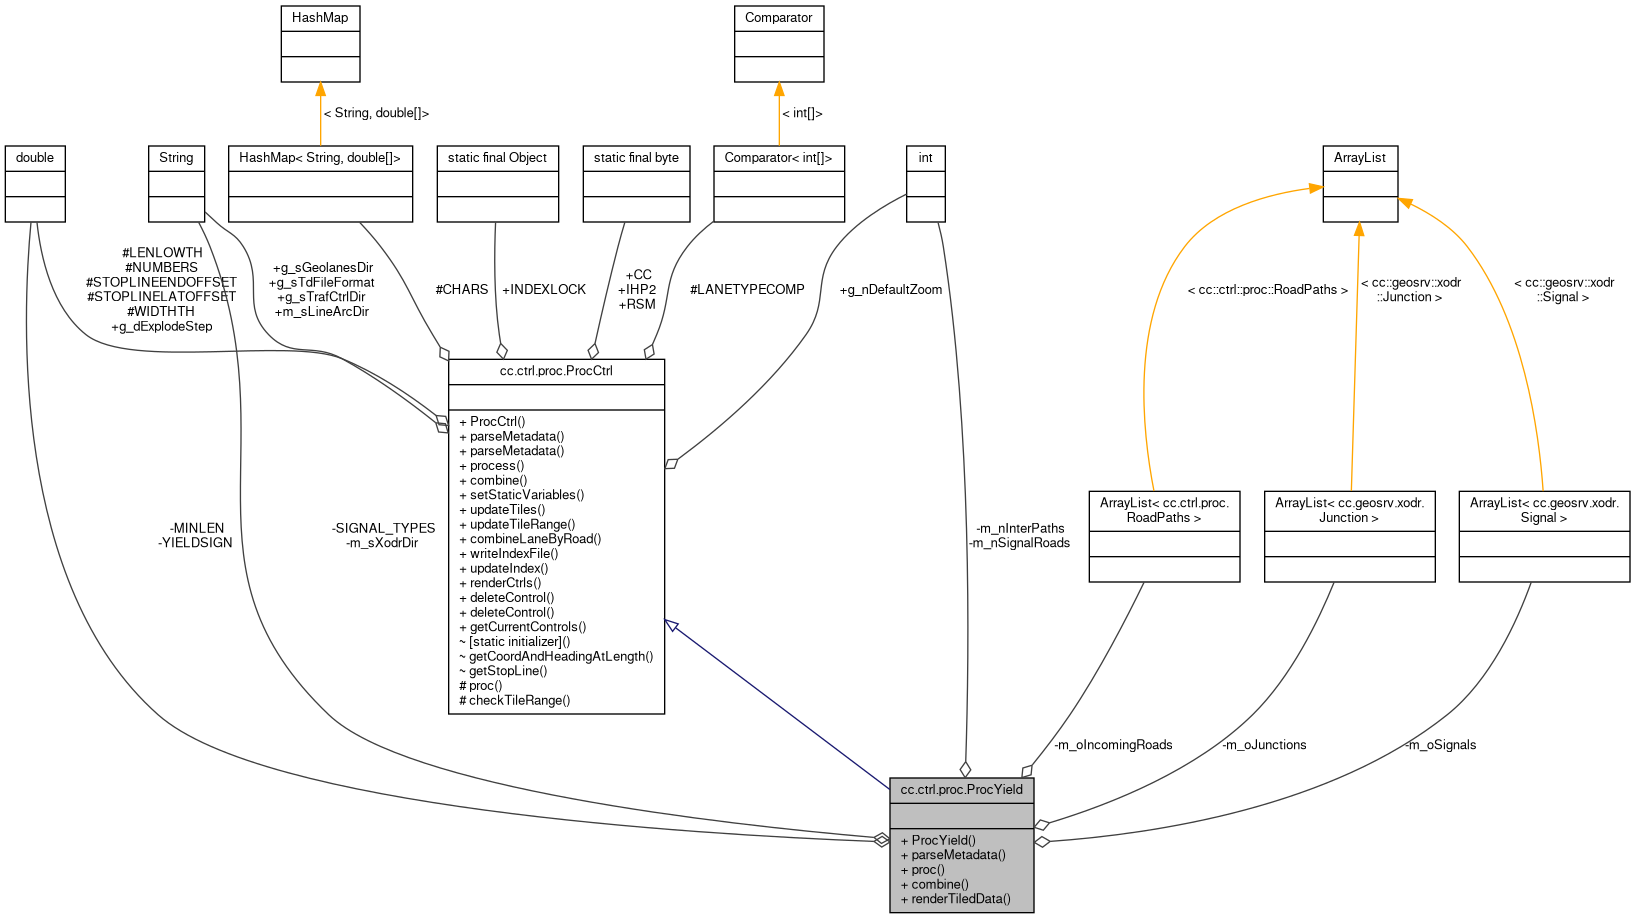 HashMap
Comparator
< String, double[]>
< int[]>
double
String
HashMap< String, double[]>
static final Object
static final byte
Comparator< int[]>
int
ArrayList
#LENLOWTH
#NUMBERS
#STOPLINEENDOFFSET
#STOPLINELATOFFSET
#WIDTHTH
+g_dExplodeStep
+g_sGeolanesDir
+g_sTdFileFormat
+g_sTrafCtrlDir
+m_sLineArcDir
#CHARS
+INDEXLOCK
+CC
+IHP2
+RSM
#LANETYPECOMP
+g_nDefaultZoom
< cc::ctrl::proc::RoadPaths >
< cc::geosrv::xodr
::Junction >
< cc::geosrv::xodr
::Signal >
cc.ctrl.proc.ProcCtrl
+ ProcCtrl()
+ parseMetadata()
+ parseMetadata()
+ process()
+ combine()
+ setStaticVariables()
+ updateTiles()
+ updateTileRange()
+ combineLaneByRoad()
+ writeIndexFile()
+ updateIndex()
+ renderCtrls()
+ deleteControl()
+ deleteControl()
+ getCurrentControls()
~ [static initializer]()
~ getCoordAndHeadingAtLength()
~ getStopLine()
# proc()
# checkTileRange()
-MINLEN
-YIELDSIGN
-SIGNAL_TYPES
-m_sXodrDir
-m_nInterPaths
-m_nSignalRoads
ArrayList< cc.ctrl.proc.
RoadPaths >
ArrayList< cc.geosrv.xodr.
Junction >
ArrayList< cc.geosrv.xodr.
Signal >
-m_oIncomingRoads
-m_oJunctions
-m_oSignals
cc.ctrl.proc.ProcYield
+ ProcYield()
+ parseMetadata()
+ proc()
+ combine()
+ renderTiledData()